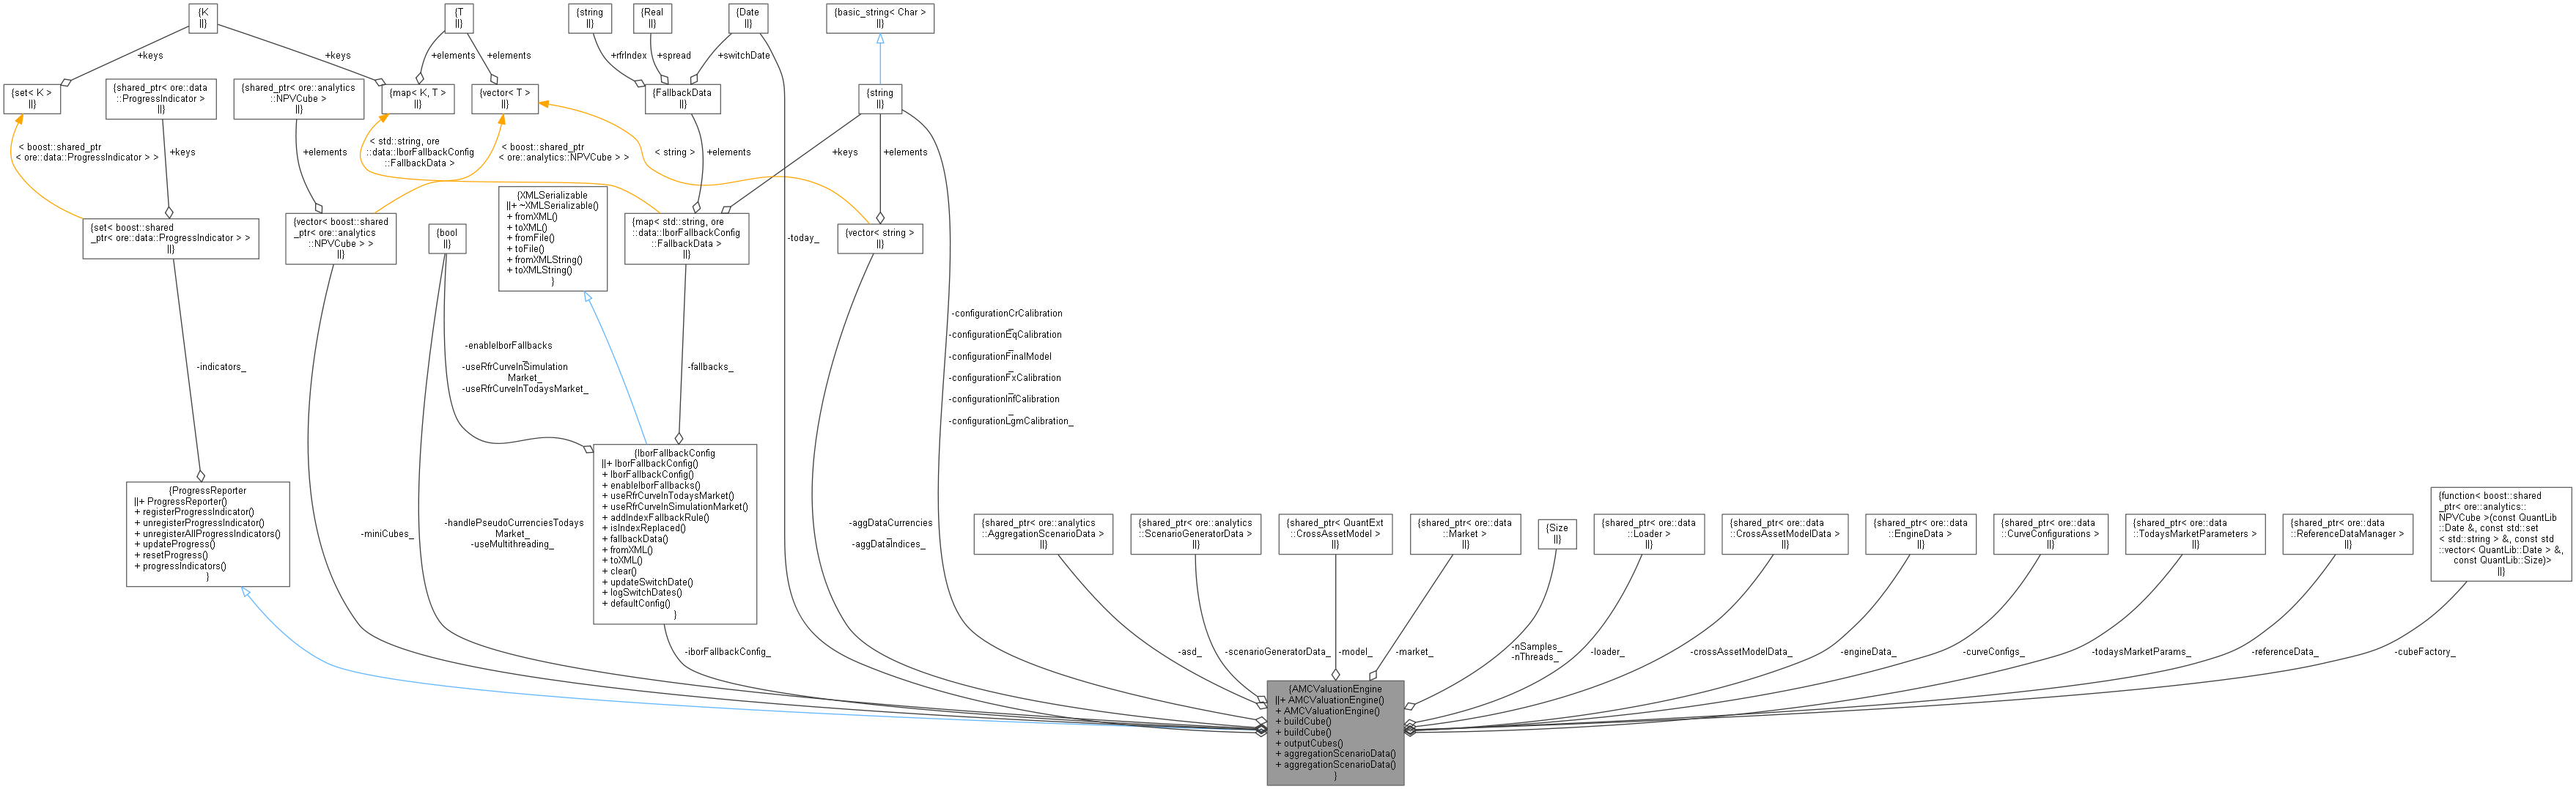 {K
||}
{T
||}
{string
||}
{Real
||}
{Date
||}
{basic_string< Char >
||}
+keys
+keys
+elements
+elements
+rfrIndex
+spread
+switchDate
{set< K >
||}
{shared_ptr< ore::data
::ProgressIndicator >
||}
{shared_ptr< ore::analytics
::NPVCube >
||}
{map< K, T >
||}
{vector< T >
||}
{FallbackData
||}
{string
||}
< boost::shared_ptr
< ore::data::ProgressIndicator > >
+keys
+elements
< std::string, ore
::data::IborFallbackConfig
::FallbackData >
< boost::shared_ptr
< ore::analytics::NPVCube > >
< string >
+elements
+keys
+elements
{set< boost::shared
_ptr< ore::data::ProgressIndicator > >
||}
{vector< boost::shared
_ptr< ore::analytics
::NPVCube > >
||}
{bool
||}
{XMLSerializable
||+ ~XMLSerializable()
+ fromXML()
+ toXML()
+ fromFile()
+ toFile()
+ fromXMLString()
+ toXMLString()
}
{map< std::string, ore
::data::IborFallbackConfig
::FallbackData >
||}
-today_
{vector< string >
||}
-indicators_
-enableIborFallbacks
_
-useRfrCurveInSimulation
Market_
-useRfrCurveInTodaysMarket_
-fallbacks_
-configurationCrCalibration
_
-configurationEqCalibration
_
-configurationFinalModel
_
-configurationFxCalibration
_
-configurationInfCalibration
_
-configurationLgmCalibration_
{ProgressReporter
||+ ProgressReporter()
+ registerProgressIndicator()
+ unregisterProgressIndicator()
+ unregisterAllProgressIndicators()
+ updateProgress()
+ resetProgress()
+ progressIndicators()
}
-miniCubes_
-handlePseudoCurrenciesTodays
Market_
-useMultithreading_
{IborFallbackConfig
||+ IborFallbackConfig()
+ IborFallbackConfig()
+ enableIborFallbacks()
+ useRfrCurveInTodaysMarket()
+ useRfrCurveInSimulationMarket()
+ addIndexFallbackRule()
+ isIndexReplaced()
+ fallbackData()
+ fromXML()
+ toXML()
+ clear()
+ updateSwitchDate()
+ logSwitchDates()
+ defaultConfig()
}
-aggDataCurrencies
_
-aggDataIndices_
{shared_ptr< ore::analytics
::AggregationScenarioData >
||}
{shared_ptr< ore::analytics
::ScenarioGeneratorData >
||}
{shared_ptr< QuantExt
::CrossAssetModel >
||}
{shared_ptr< ore::data
::Market >
||}
{Size
||}
{shared_ptr< ore::data
::Loader >
||}
{shared_ptr< ore::data
::CrossAssetModelData >
||}
{shared_ptr< ore::data
::EngineData >
||}
{shared_ptr< ore::data
::CurveConfigurations >
||}
{shared_ptr< ore::data
::TodaysMarketParameters >
||}
{shared_ptr< ore::data
::ReferenceDataManager >
||}
{function< boost::shared
_ptr< ore::analytics::
NPVCube >(const QuantLib
::Date &, const std::set
< std::string > &, const std
::vector< QuantLib::Date > &,
const QuantLib::Size)>
||}
-iborFallbackConfig_
-asd_
-scenarioGeneratorData_
-model_
-market_
-nSamples_
-nThreads_
-loader_
-crossAssetModelData_
-engineData_
-curveConfigs_
-todaysMarketParams_
-referenceData_
-cubeFactory_
{AMCValuationEngine
||+ AMCValuationEngine()
+ AMCValuationEngine()
+ buildCube()
+ buildCube()
+ outputCubes()
+ aggregationScenarioData()
+ aggregationScenarioData()
}